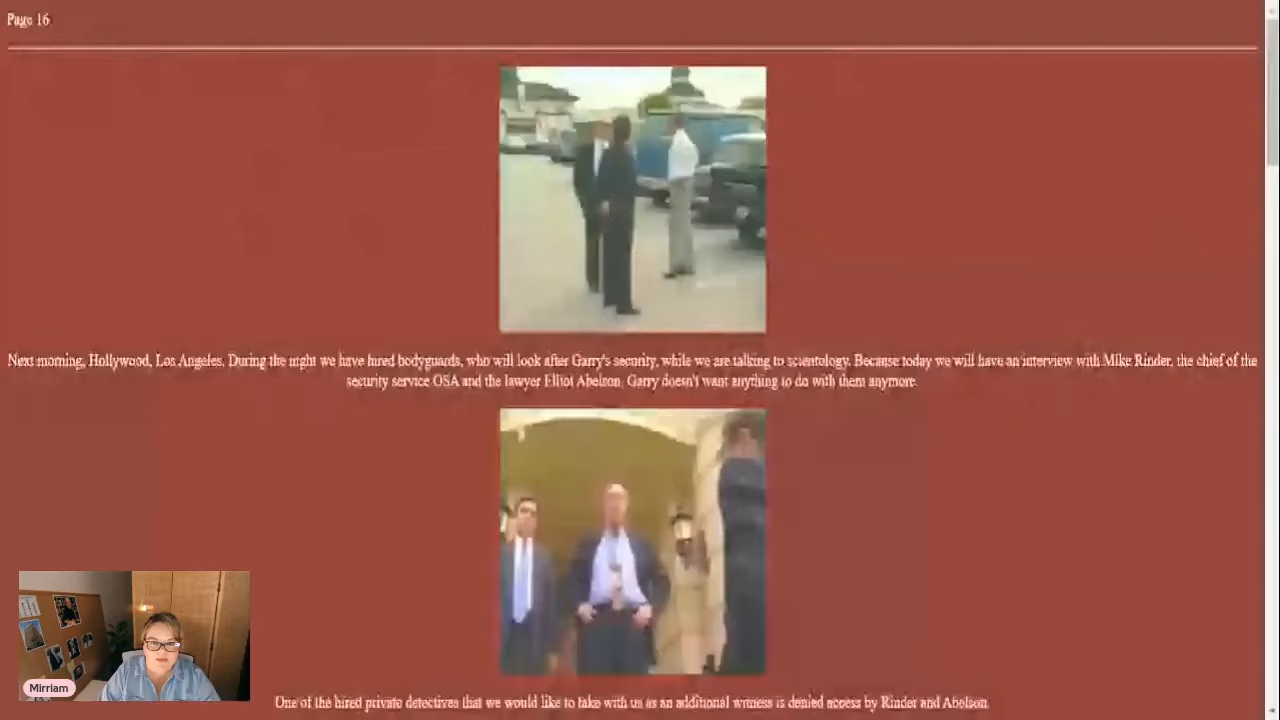 Page 16
Next morning, Hollywood, Los Angeles. During the night we have hired bodyguards, who will look after Garry's security, while we are talking to scientology. Because today we will have an interview with Mike Rinder, the chief of the
security service OSA and the lawyer Elliot Abelson. Garry doesn't want anything to do with them anymore.
Mirriam
One of the hired private detectives that we would like to take with us as an additional witness is denied access by Rinder and Abelson.